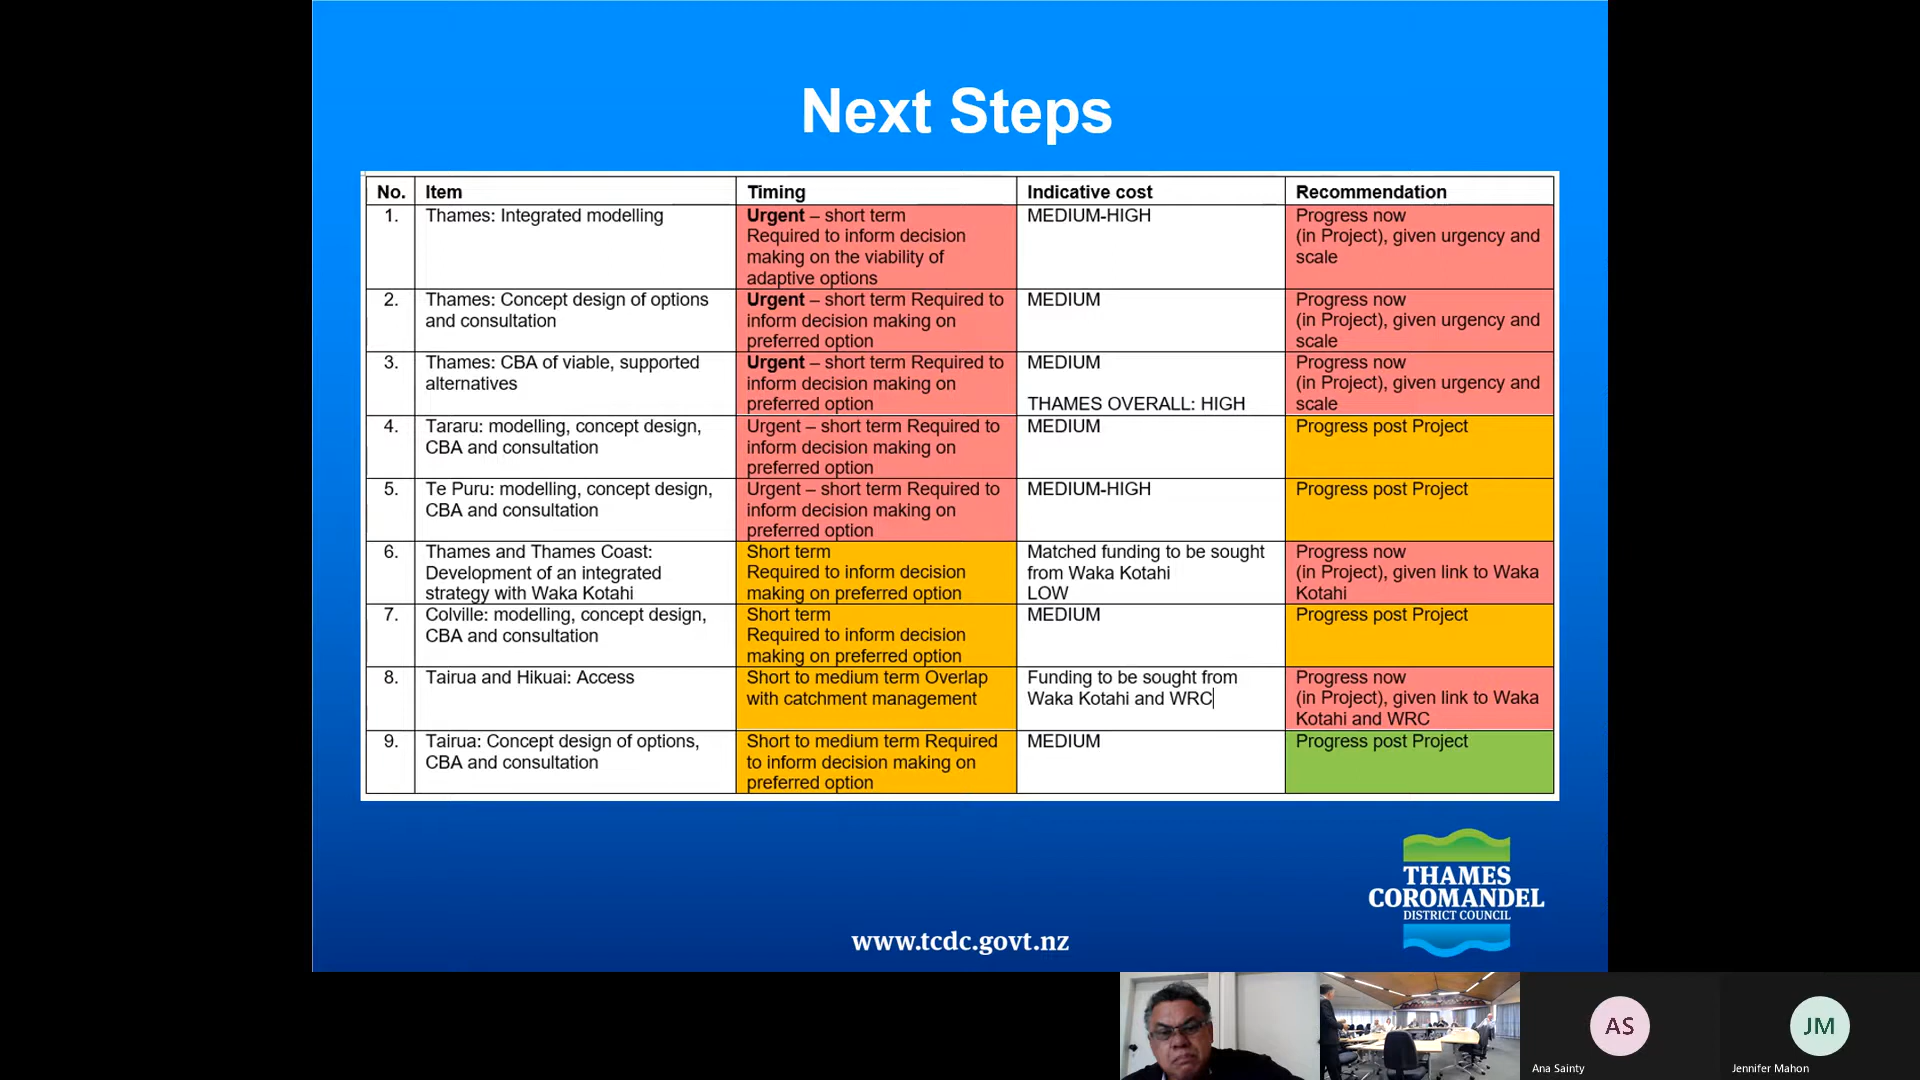 Next Steps
No. Item Timing Indicative cost Recommendation
1. Thames: Integrated modelling
Urgent – short term
Required to inform decision
making on the viability of
adaptive options
MEDIUM-HIGH
Progress now
(in Project), given urgency and
scale
2. Thames: Concept design of options
and consultation
Urgent – short term Required to
inform decision making on
preferred option
MEDIUM
Progress now
(in Project), given urgency and
scale
3. Thames: CBA of viable, supported
alternatives
Urgent – short term Required to
inform decision making on
preferred option
MEDIUM
THAMES OVERALL: HIGH
Progress now
(in Project), given urgency and
scale
4. Tararu: modelling, concept design,
CBA and consultation
Urgent – short term Required to
inform decision making on
preferred option
MEDIUM
Progress post Project
5. Te Puru: modelling, concept design,
CBA and consultation
Urgent – short term Required to
inform decision making on
preferred option
MEDIUM-HIGH
Progress post Project
6. Thames and Thames Coast:
Development of an integrated
strategy with Waka Kotahi
Short term
Required to inform decision
making on preferred option
Matched funding to be sought
from Waka Kotahi
LOW
Progress now
(in Project), given link to Waka
Kotahi
7. Colville: modelling, concept design,
CBA and consultation
Short term
Required to inform decision
making on preferred option
MEDIUM
Progress post Project
8. Tairua and Hikuai: Access
Short to medium term Overlap
with catchment management
Funding to be sought from
Waka Kotahi and WRC
Progress now
(in Project), given link to Waka
Kotahi and WRC
9. Tairua: Concept design of options,
CBA and consultation
Short to medium term Required
to inform decision making on
preferred option
MEDIUM
Progress post Project
THAMES
COROMANDEL
DISTRICT COUNCIL
www.tcdc.govt.nz
AS
Ana Sainty
JM
Jennifer Mahon